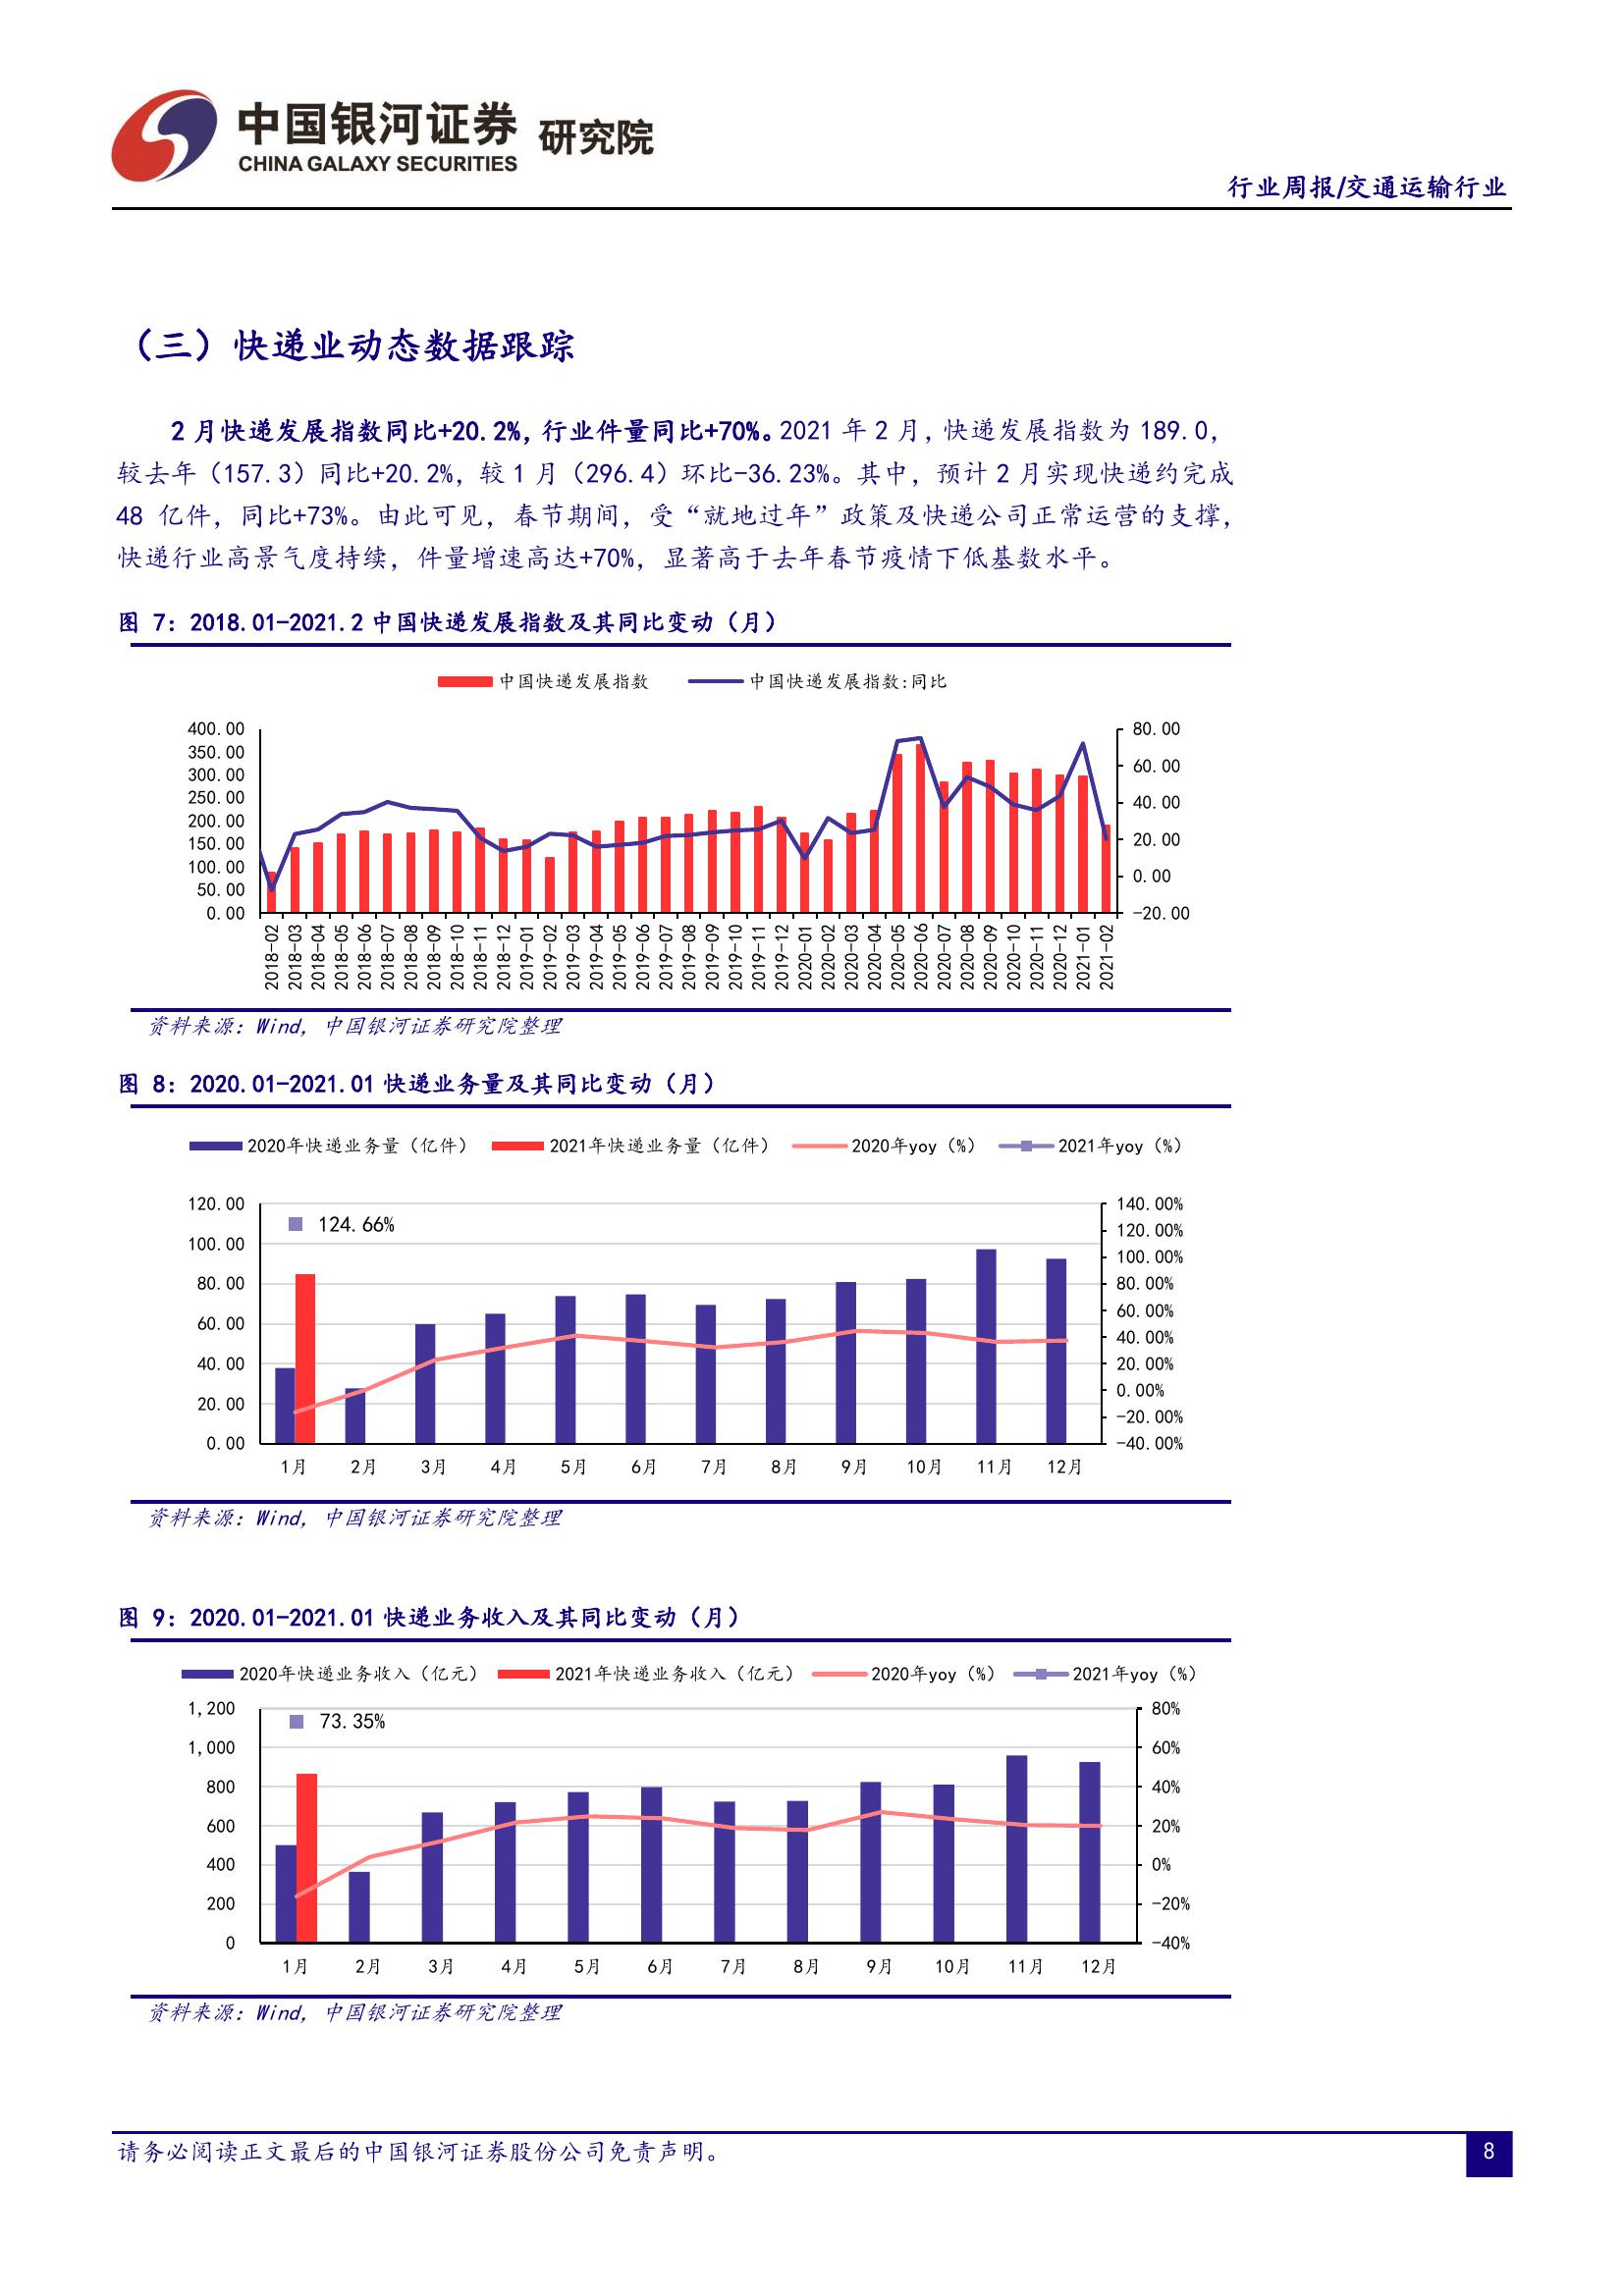 中国银河证券 研究院
CHINA GALAXY SECURITIES
行业周报/交通运输行业
（三）快递业动态数据跟踪
2 月快递发展指数同比+20.2%，行业件量同比+70%。2021 年 2 月，快递发展指数为 189.0，
较去年（157.3）同比+20.2%，较 1 月（296.4）环比-36.23%。其中，预计 2 月实现快递约完成
48 亿件，同比+73%。由此可见，春节期间，受“就地过年”政策及快递公司正常运营的支撑，
快递行业高景气度持续，件量增速高达+70%，显著高于去年春节疫情下低基数水平。
图 7：2018.01-2021.2 中国快递发展指数及其同比变动（月）
中国快递发展指数 中国快递发展指数:同比
400.00 80.00
350.00
300.00 60.00
250.00 40.00
200.00
150.00 20.00
100.00 0.00
50.00
0.00 -20.00
2018-02 2018-03 2018-04 2018-05 2018-06 2018-07 2018-08 2018-09 2018-10 2018-11 2018-12 2019-01 2019-02 2019-03 2019-04 2019-05 2019-06 2019-07 2019-08 2019-09 2019-10 2019-11 2019-12 2020-01 2020-02 2020-03 2020-04 2020-05 2020-06 2020-07 2020-08 2020-09 2020-10 2020-11 2020-12 2021-01 2021-02
资料来源：Wind，中国银河证券研究院整理
图 8：2020.01-2021.01 快递业务量及其同比变动（月）
2020年快递业务量（亿件） 2021年快递业务量（亿件） 2020年yoy（%） 2021年yoy（%）
120.00 140.00%
124.66%
120.00%
100.00 100.00%
80.00 80.00%
60.00 60.00%
40.00%
40.00 20.00%
0.00%
20.00 -20.00%
0.00 -40.00%
1月 2月 3月 4月 5月 6月 7月 8月 9月 10月 11月 12月
资料来源：Wind，中国银河证券研究院整理
图 9：2020.01-2021.01 快递业务收入及其同比变动（月）
2020年快递业务收入（亿元） 2021年快递业务收入（亿元） 2020年yoy（%） 2021年yoy（%）
1,200 80%
73.35%
1,000 60%
800 40%
600 20%
400 0%
200 -20%
0 -40%
1月 2月 3月 4月 5月 6月 7月 8月 9月 10月 11月 12月
资料来源：Wind，中国银河证券研究院整理
请务必阅读正文最后的中国银河证券股份公司免责声明。
8